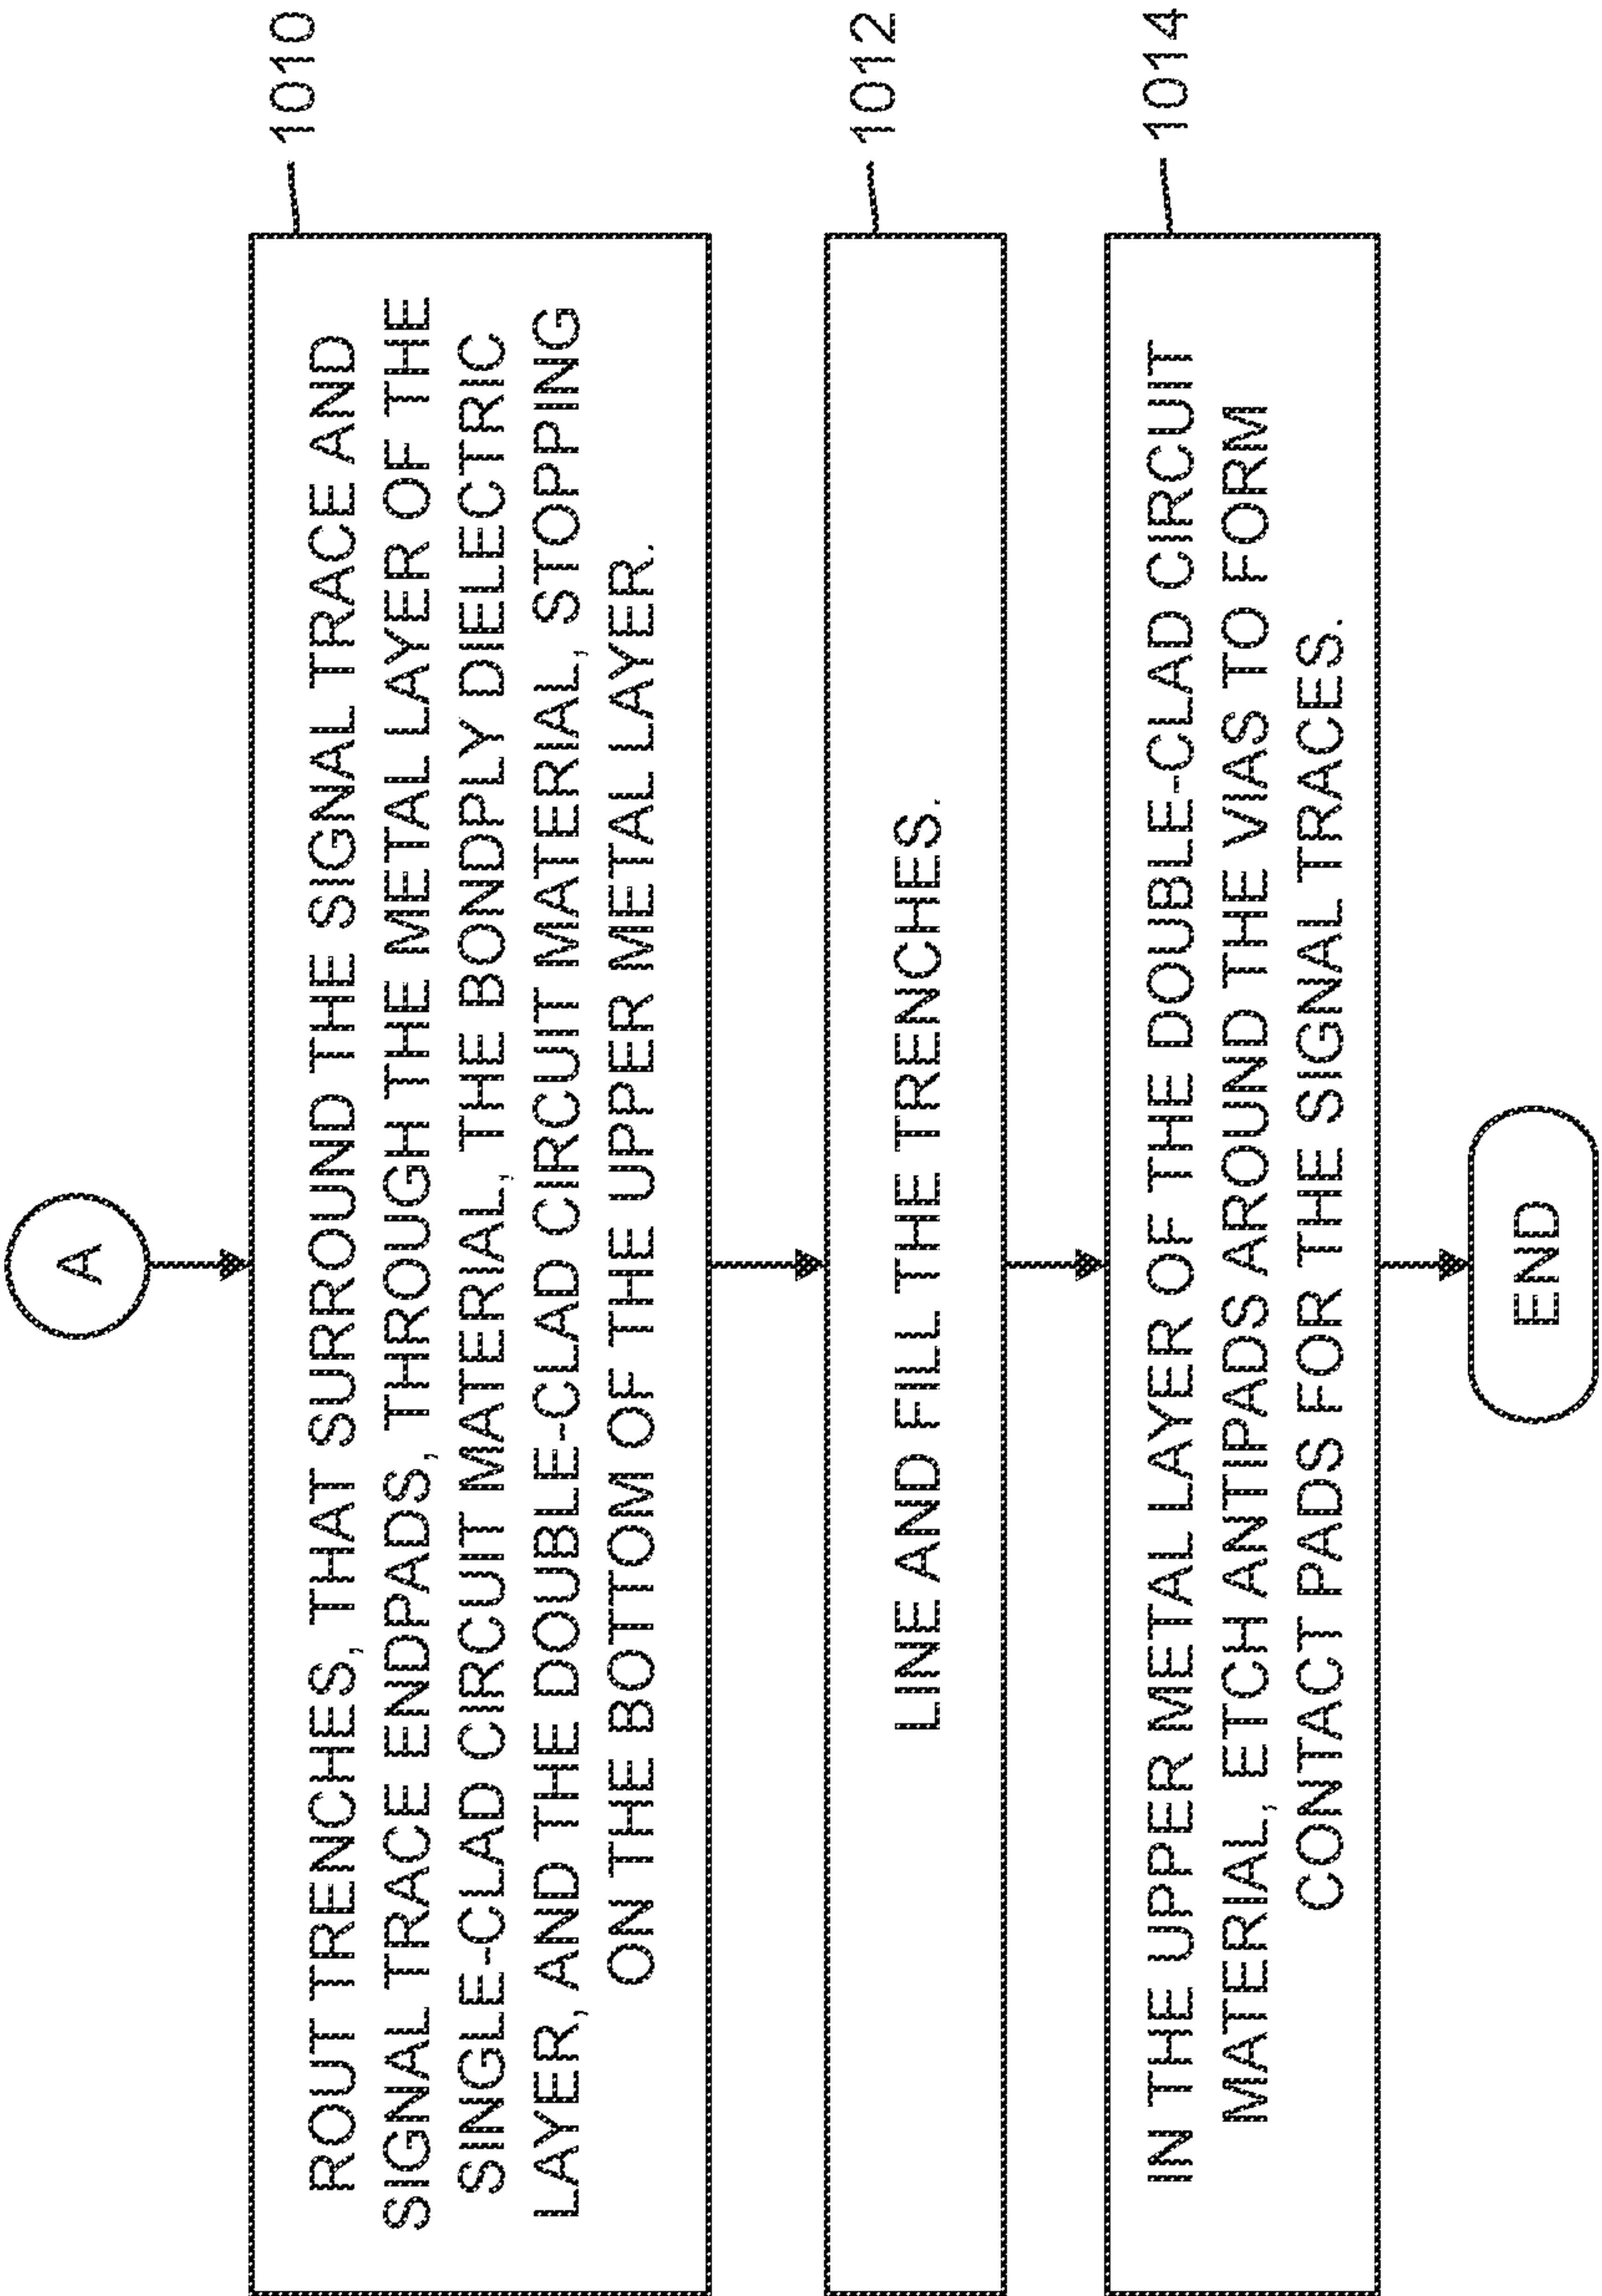 A
1010
ROUT TRENCHES, THAT SURROUND THE SIGNAL TRACE AND
SIGNAL TRACE ENDPADS, THROUGH THE METAL LAYER OF THE
SINGLE-CLAD CIRCUIT MATERIAL, THE BONDPLY DIELECTRIC
LAYER, AND THE DOUBLE-CLAD CIRCUIT MATERIAL, STOPPING
ON THE BOTTOM OF THE UPPER METAL LAYER.
1012
LINE AND FILL THE TRENCHES.
1014
IN THE UPPER METAL LAYER OF THE DOUBLE-CLAD CIRCUIT
MATERIAL, ETCH ANTIPADS AROUND THE VIAS TO FORM
CONTACT PADS FOR THE SIGNAL TRACES.
END